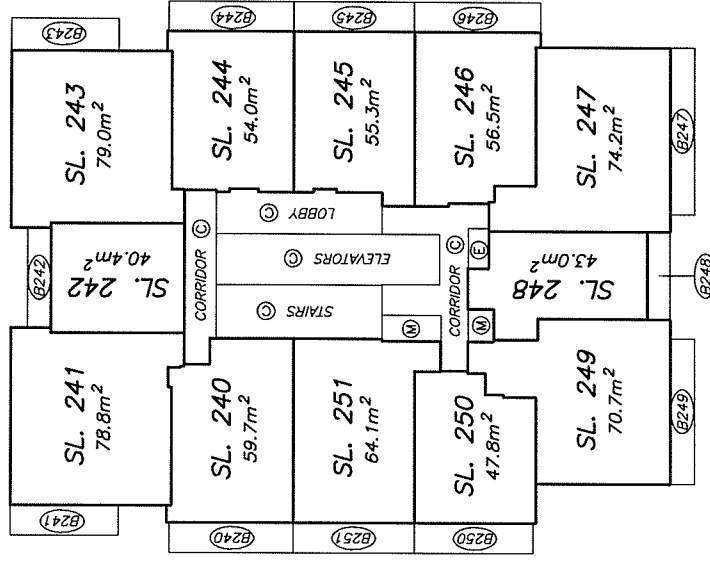 B243
B244
B245
B246
SL. 243
79.0m²
SL. 244
54.0m²
SL. 245
55.3m²
SL. 246
56.5m²
SL. 247
74.2m²
B247
B242
SL. 242
40.4m²
CORRIDOR
C
LOBBY
C
ELEVATORS
C
STAIRS
C
CORRIDOR
C
E
M
M
SL. 248
43.0m²
B248
SL. 241
78.8m²
SL. 240
59.7m²
SL. 251
64.1m²
SL. 250
47.8m²
SL. 249
70.7m²
B249
B241
B240
B251
B250